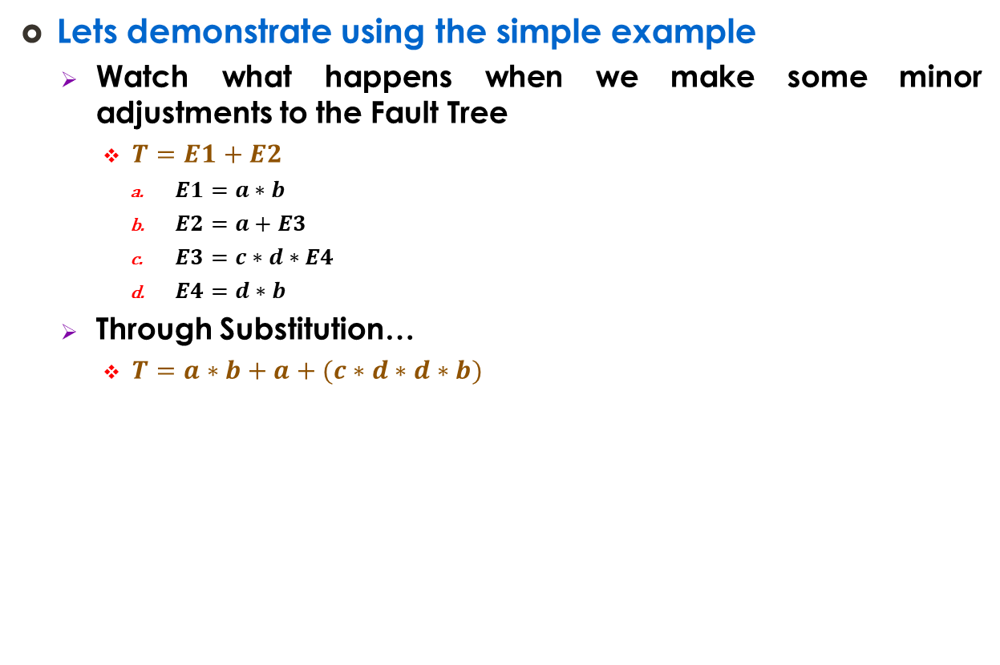 Lets demonstrate using the simple example
Watch what happens when we make some minor
adjustments to the Fault Tree
T = E1 + E2
a. E1 = a ∗ b
b. E2 = a + E3
c. E3 = c ∗ d ∗ E4
d. E4 = d ∗ b
Through Substitution…
T = a ∗ b + a + (c ∗ d ∗ d ∗ b)